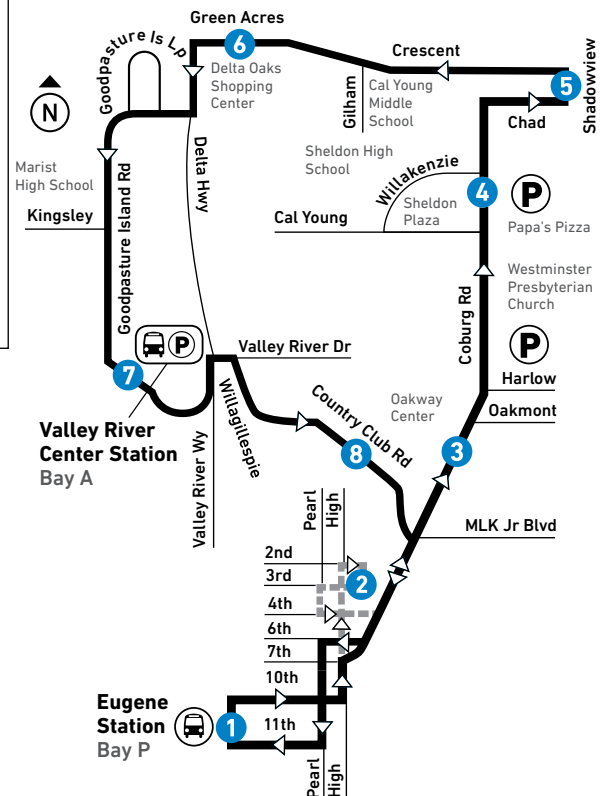 Green Acres
6
Goodpasture Is Lp
Delta Oaks
Shopping
Center
Crescent
5
Shadowview
Chad
N
Gilham
Cal Young
Middle
School
Marist
High School
Delta Hwy
Sheldon High
School
Willakenzie
4
P
Kingsley
Sheldon
Plaza
Cal Young
Papa's Pizza
Goodpasture Island Rd
Westminster
Presbyterian
Church
Coburg Rd
P
P
Valley River Dr
7
Harlow
Oakmont
Willagillespie
Country Club Rd
Oakway
Center
Valley River
Center Station
Bay A
8
3
Valley River Wy
Pearl
High
MLK Jr Blvd
2nd
3rd
2
4th
6th
7th
10th
Eugene
Station
Bay P
1
11th
Pearl
High